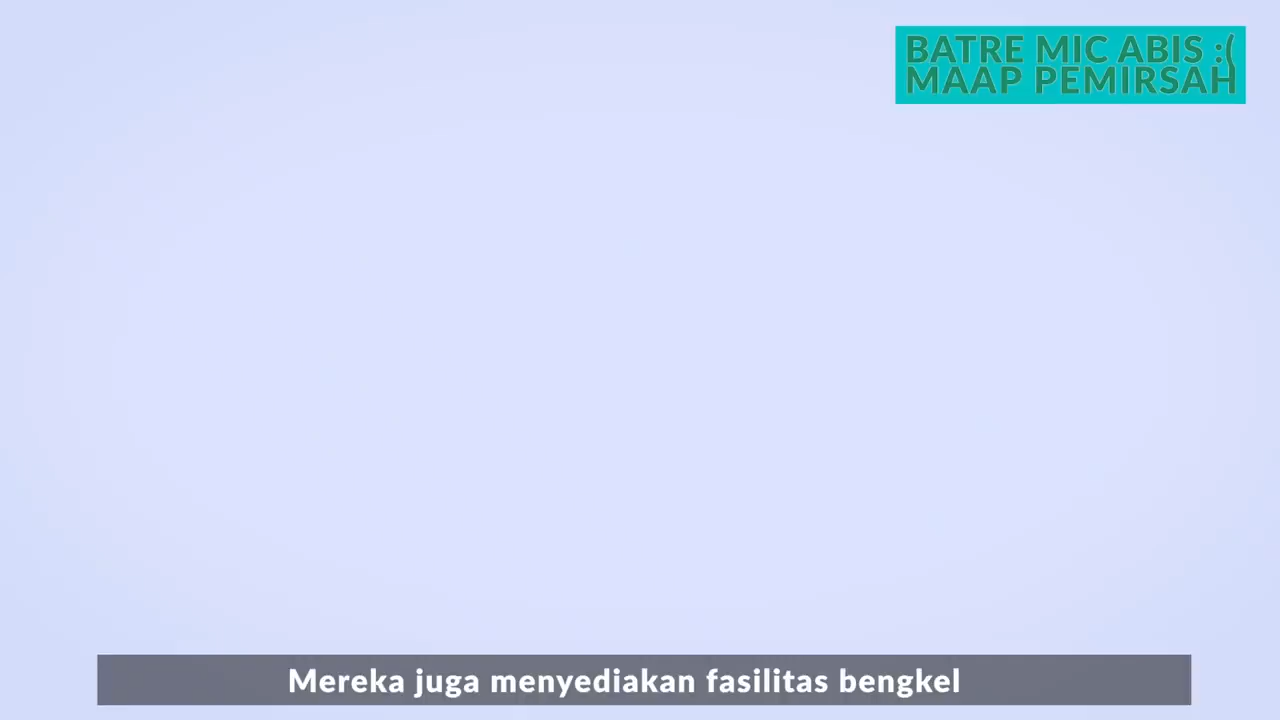 BATRE MIC ABIS :(
MAAP PEMIRSAH
Mereka juga menyediakan fasilitas bengkel